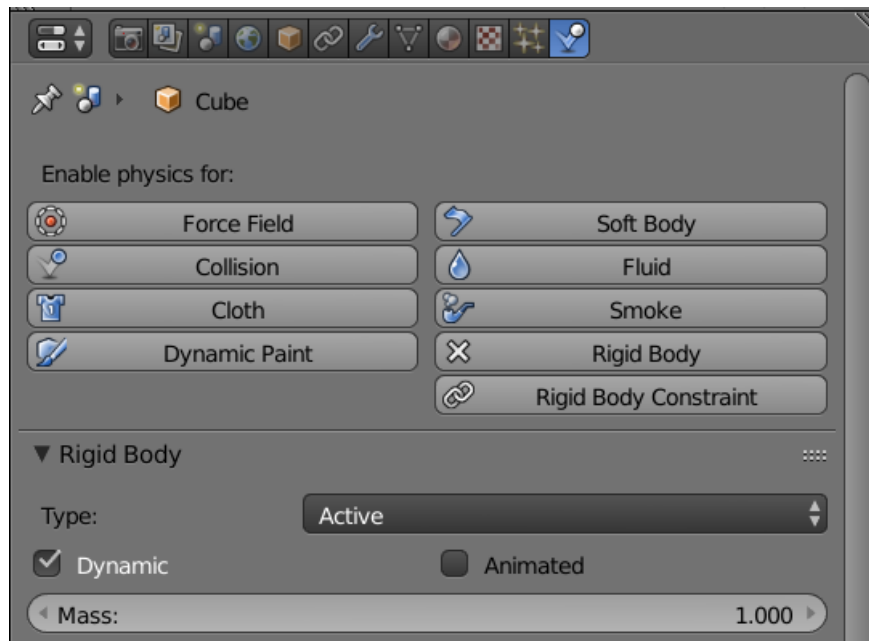 Cube
Enable physics for:
Force Field
Soft Body
Collision
Fluid
Cloth
Smoke
Dynamic Paint
Rigid Body
Rigid Body Constraint
Rigid Body
Type: Active
Dynamic Animated
Mass: 1.000